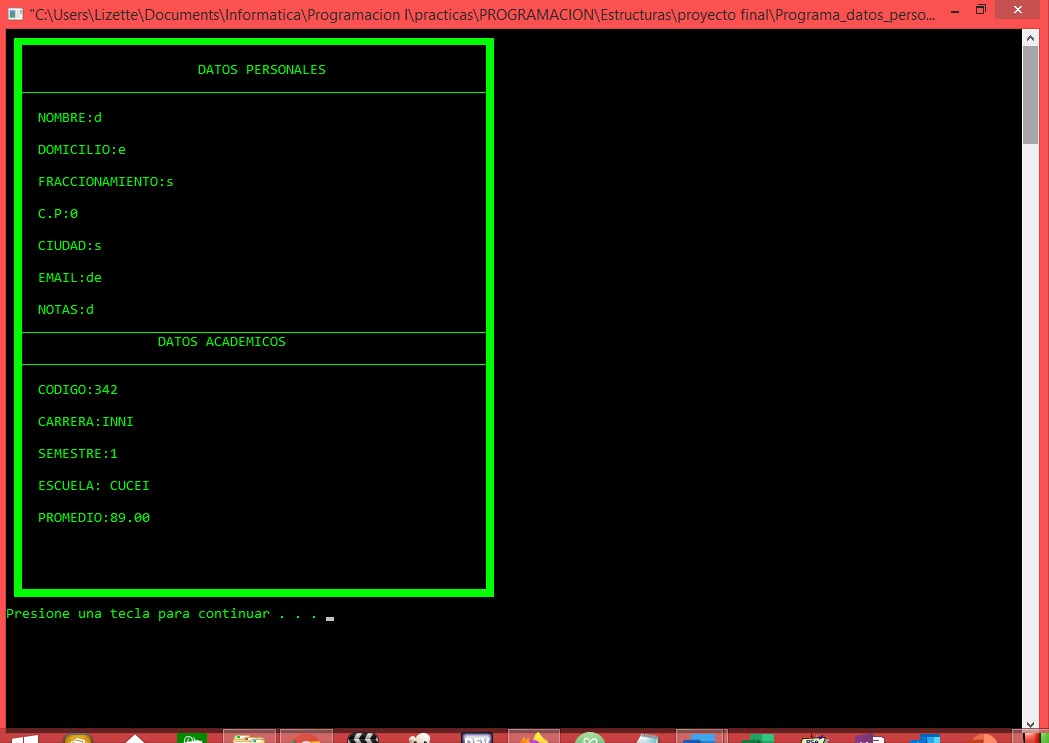 "C:\Users\Lizette\Documents\Informatica\Programacion I\practicas\PROGRAMACION\Estructuras\proyecto final\Programa_datos_perso...
DATOS PERSONALES
NOMBRE:d
DOMICILIO:e
FRACCIONAMIENTO:s
C.P:0
CIUDAD:s
EMAIL:de
NOTAS:d
DATOS ACADEMICOS
CODIGO:342
CARRERA:INNI
SEMESTRE:1
ESCUELA: CUCEI
PROMEDIO:89.00
Presione una tecla para continuar . . .